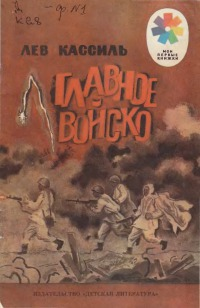 ЛЕВ КАССИЛЬ
МОИ
ПЕРВЫЕ
КНИЖКИ
ГЛАВНОЕ
ВОЙСКО
ИЗДАТЕЛЬСТВО «ДЕТСКАЯ ЛИТЕРАТУРА»